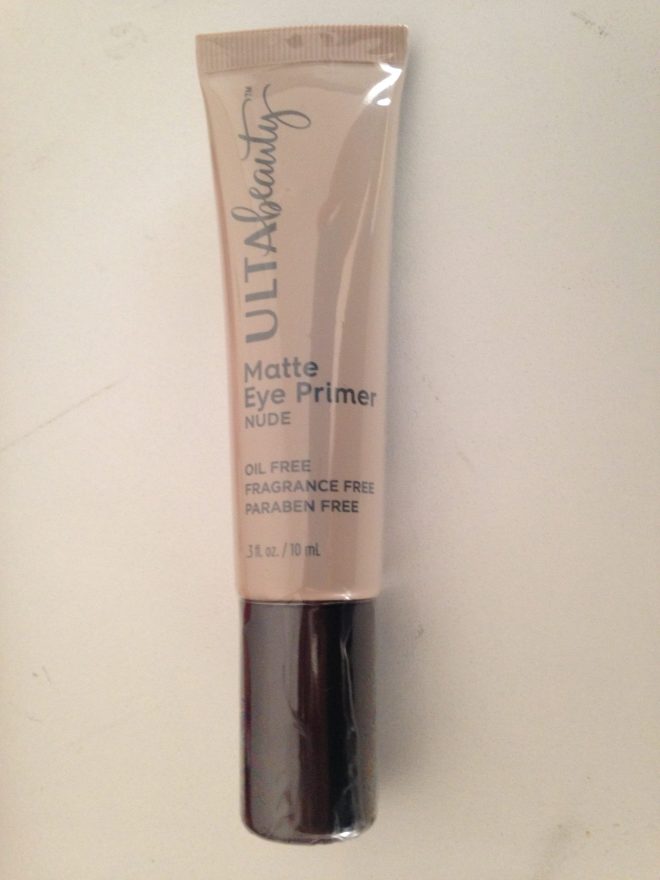 ULTAbeauty™
Matte
Eye Primer
NUDE
OIL FREE
FRAGRANCE FREE
PARABEN FREE
.3 fl. oz. / 10 mL